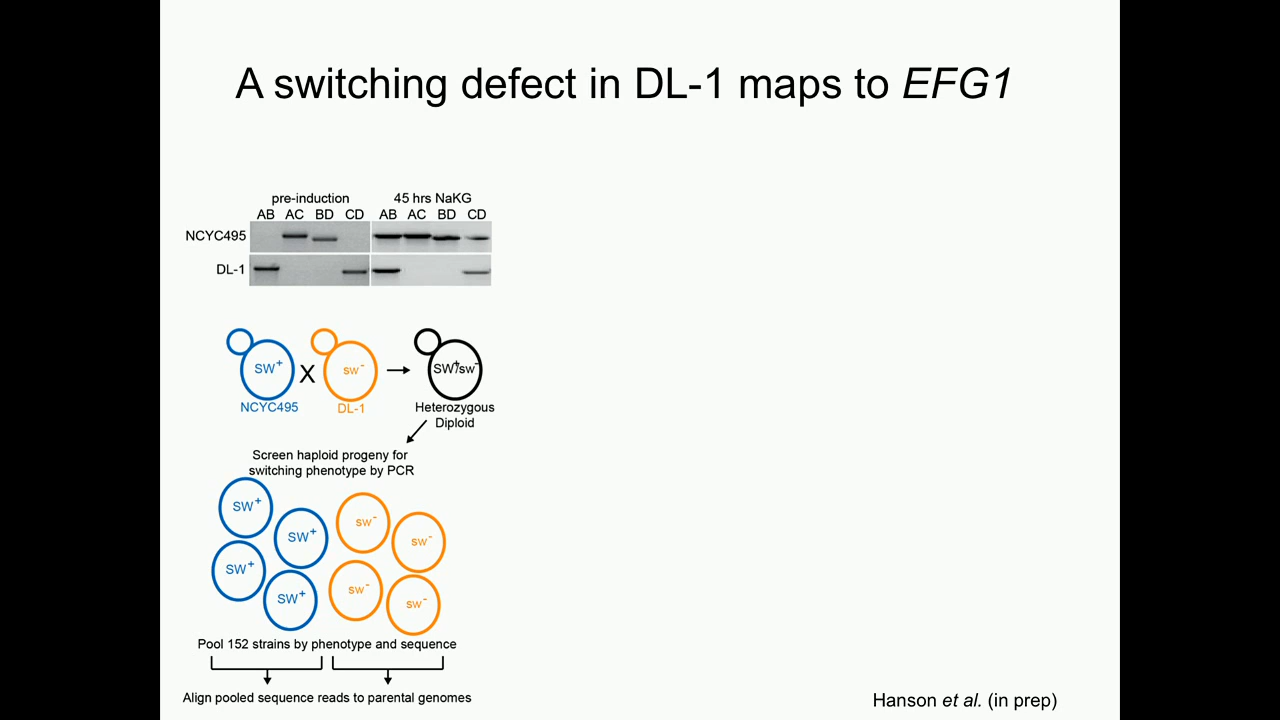 A switching defect in DL-1 maps to EFG1
pre-induction 45 hrs NaKG
AB AC BD CD AB AC BD CD
NCYC495
DL-1
SW+ X sw- SW+/sw-
NCYC495 DL-1 Heterozygous
Diploid
Screen haploid progeny for
switching phenotype by PCR
SW+ SW+ sw- sw-
SW+ SW+ sw- sw-
Pool 152 strains by phenotype and sequence
Align pooled sequence reads to parental genomes
Hanson et al. (in prep)